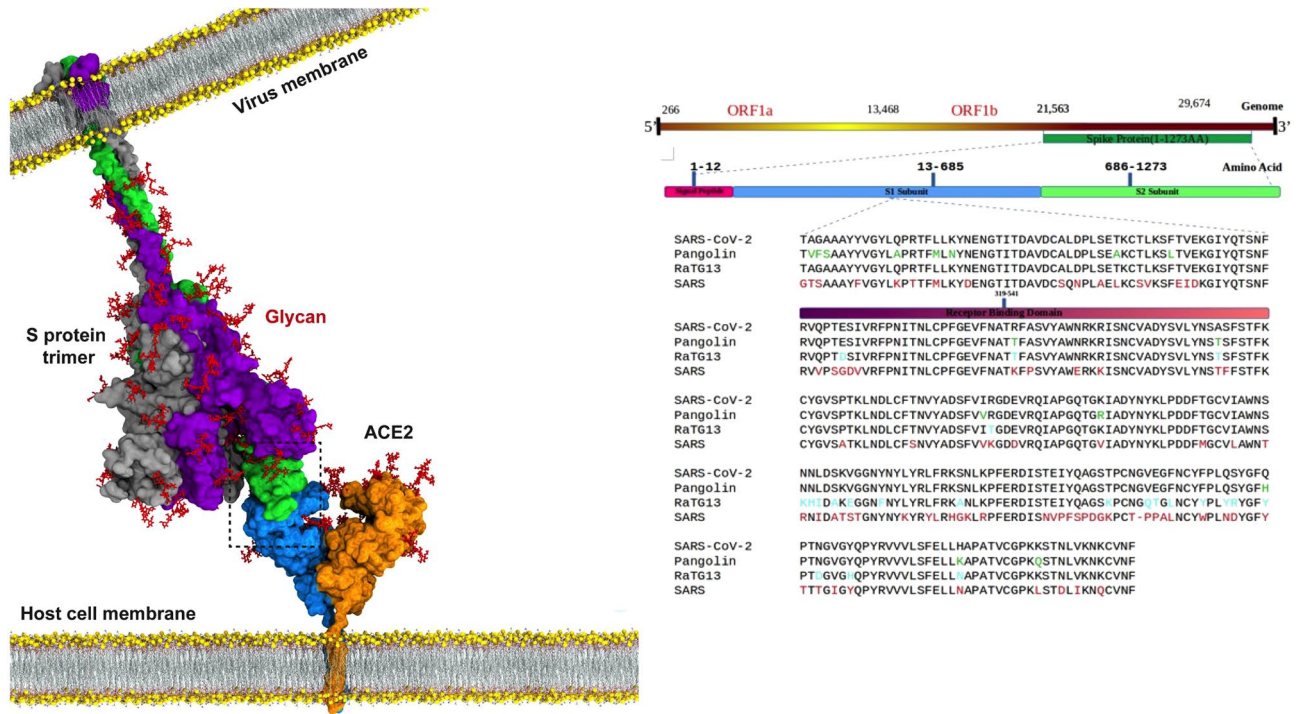 Virus membrane
Glycan
S protein
trimer
ACE2
Host cell membrane
266 ORF1a 13,468 ORF1b 21,563 29,674 Genome
5' 3'
Spike Protein(1-1273AA)
1-12 13-685 686-1273 Amino Acid
Signal Peptide S1 Subunit S2 Subunit
SARS-CoV-2 TAGAAAYYVGYLQPRTFLLKYNENGTITDAVDCALDPLSETKCTLKSFTVEKGIYQTSNF
Pangolin TVFSAAYYVGYLAPRTFMLNYNENGTITDAVDCALDPLSEAKCTLKSLTVEKGIYQTSNF
RaTG13 TAGAAAYYVGYLQPRTFLLKYNENGTITDAVDCALDPLSETKCTLKSFTVEKGIYQTSNF
SARS GTSAAAYFVGYLKPTTFMLKYDENGTITDAVDCSQNPLAELKCSVKSFEIDKGIYQTSNF
319-541
Receptor Binding Domain
SARS-CoV-2 RVQPTESIVRFPNITNLCPFGEVFNATRFASVYAWNRKRISNCVADYSVLYNSASFSTFK
Pangolin RVQPTESIVRFPNITNLCPFGEVFNATTFASVYAWNRKRISNCVADYSVLYNSTSFSTFK
RaTG13 RVQPTDSIVRFPNITNLCPFGEVFNATTFASVYAWNRKRISNCVADYSVLYNSTSFSTFK
SARS RVVPSGDVVRFPNITNLCPFGEVFNATKFPSVYAWERKKISNCVADYSVLYNSTFFSTFK
SARS-CoV-2 CYGVSPTKLNDLCFTNVYADSFVIRGDEVRQIAPGQTGKIADYNYKLPDDFTGCVIAWNS
Pangolin CYGVSPTKLNDLCFTNVYADSFVVRGDEVRQIAPGQTGRIADYNYKLPDDFTGCVIAWNS
RaTG13 CYGVSPTKLNDLCFTNVYADSFVITGDEVRQIAPGQTGKIADYNYKLPDDFTGCVIAWNS
SARS CYGVSATKLNDLCFSNVYADSFVVKGDDVRQIAPGQTGVIADYNYKLPDDFMGCVLAWNT
SARS-CoV-2 NNLDSKVGGNYNYLYRLFRKSNLKPFERDISTEIYQAGSTPCNGVEGFNCYFPLQSYGFQ
Pangolin NNLDSKVGGNYNYLYRLFRKSNLKPFERDISTEIYQAGSTPCNGVEGFNCYFPLQSYGFH
RaTG13 KHIDAKEGGNFNYLYRLFRKANLKPFERDISTEIYQAGSKPCNGQTGLNCYYPLYRYGFY
SARS RNIDATSTGNYNYKYRYLRHGKLRPFERDISNVPFSPDGKPCT-PPALNCYWPLNDYGFY
SARS-CoV-2 PTNGVGYQPYRVVVLSFELLHAPATVCGPKKSTNLVKNKCVNF
Pangolin PTNGVGYQPYRVVVLSFELLKAPATVCGPKQSTNLVKNKCVNF
RaTG13 PTDGVGHQPYRVVVLSFELLNAPATVCGPKKSTNLVKNKCVNF
SARS TTTGIGYQPYRVVVLSFELLNAPATVCGPKLSTDLIKNQCVNF